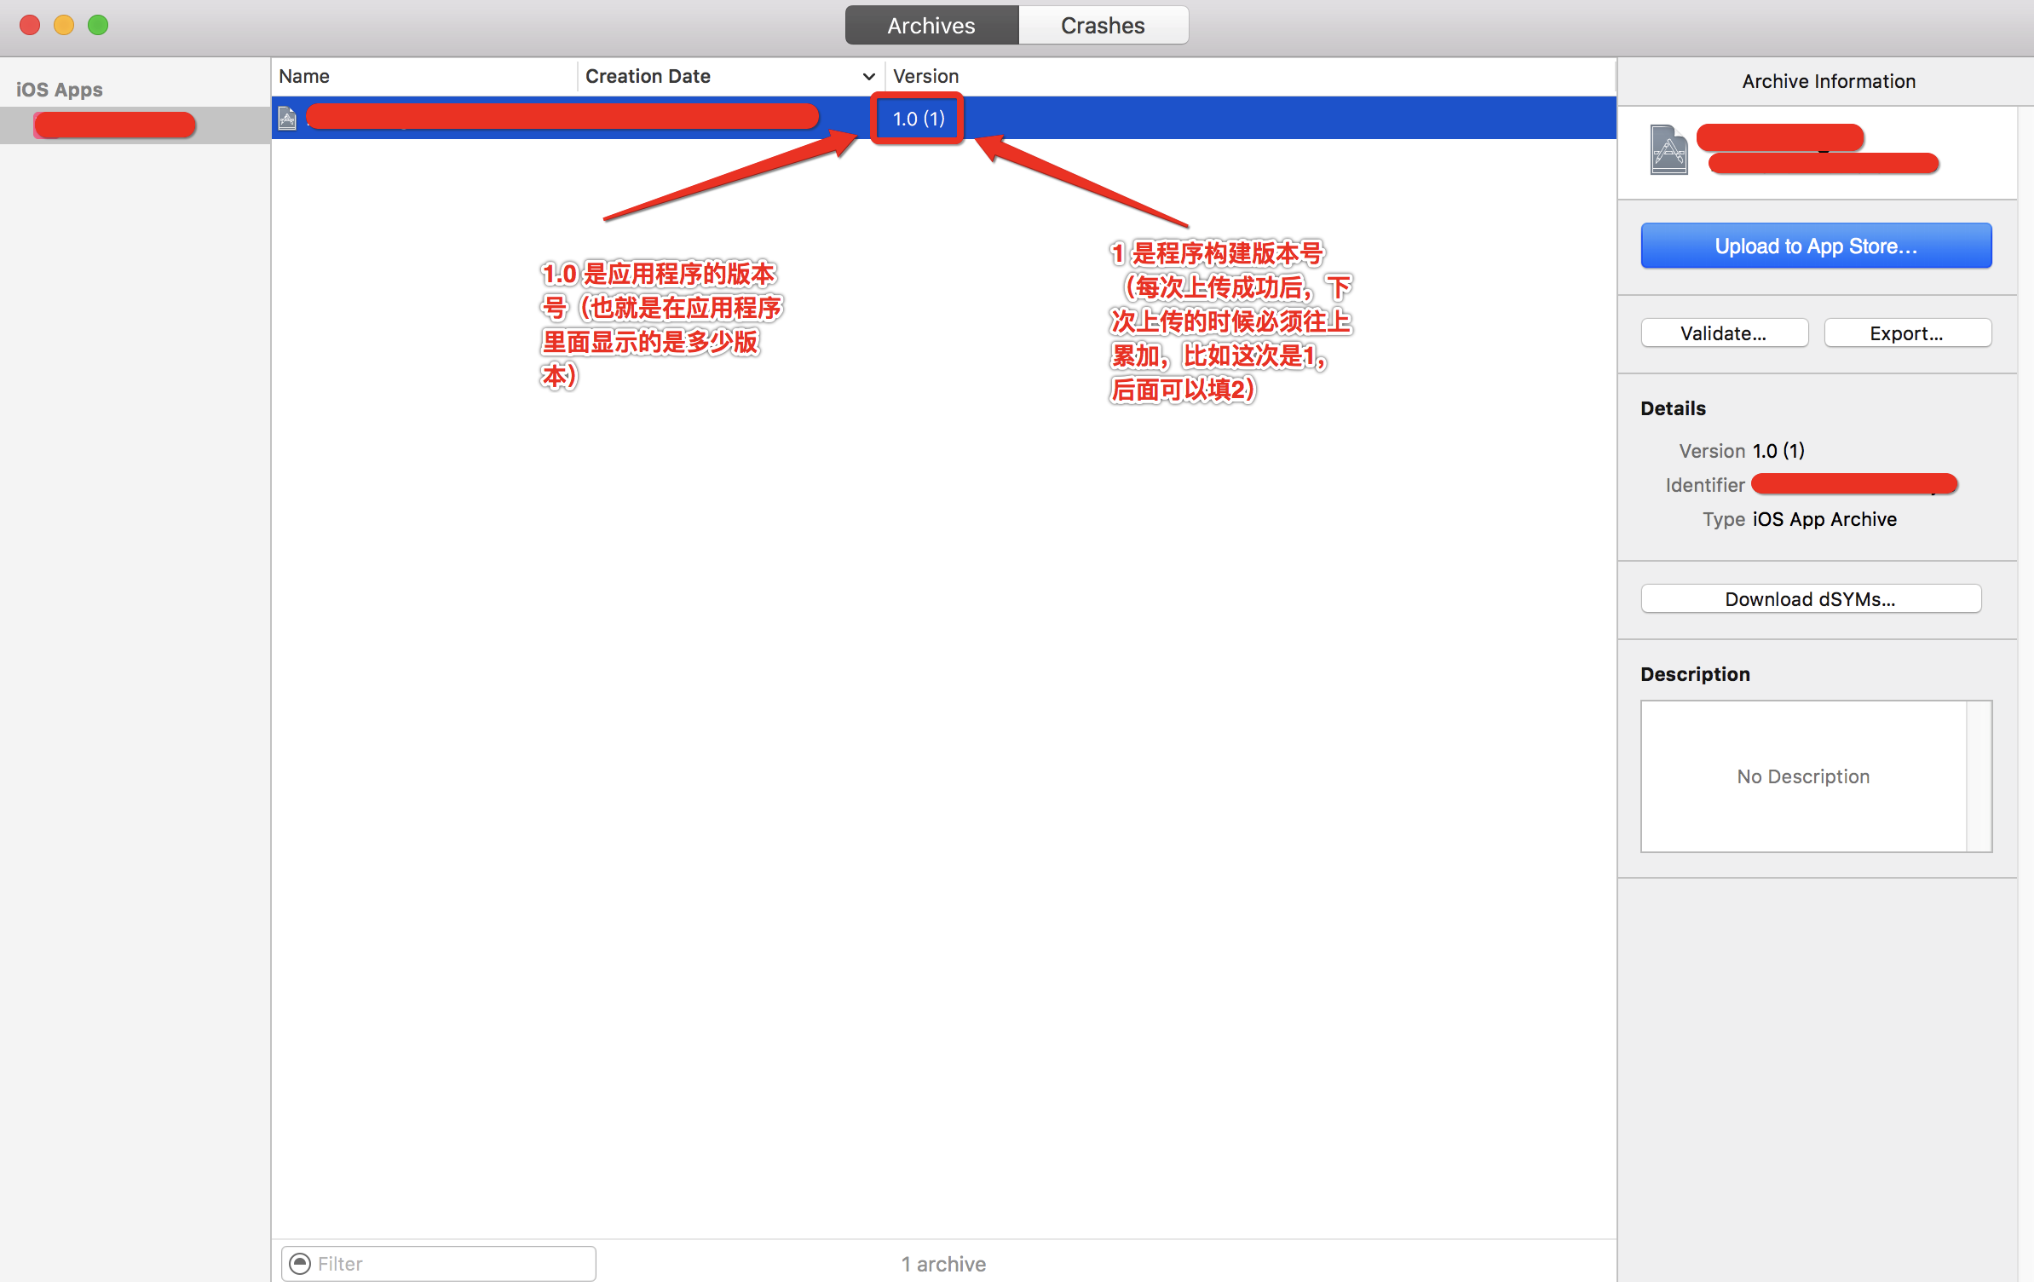 Archives
Crashes
iOS Apps
Name
Creation Date
Version
1.0 (1)
1.0 是应用程序的版本
号（也就是在应用程序
里面显示的是多少版
本）
1 是程序构建版本号
（每次上传成功后，下
次上传的时候必须往上
累加，比如这次是1，
后面可以填2）
Archive Information
Upload to App Store...
Validate...
Export...
Details
Version 1.0 (1)
Identifier
Type iOS App Archive
Download dSYMs...
Description
No Description
Filter
1 archive